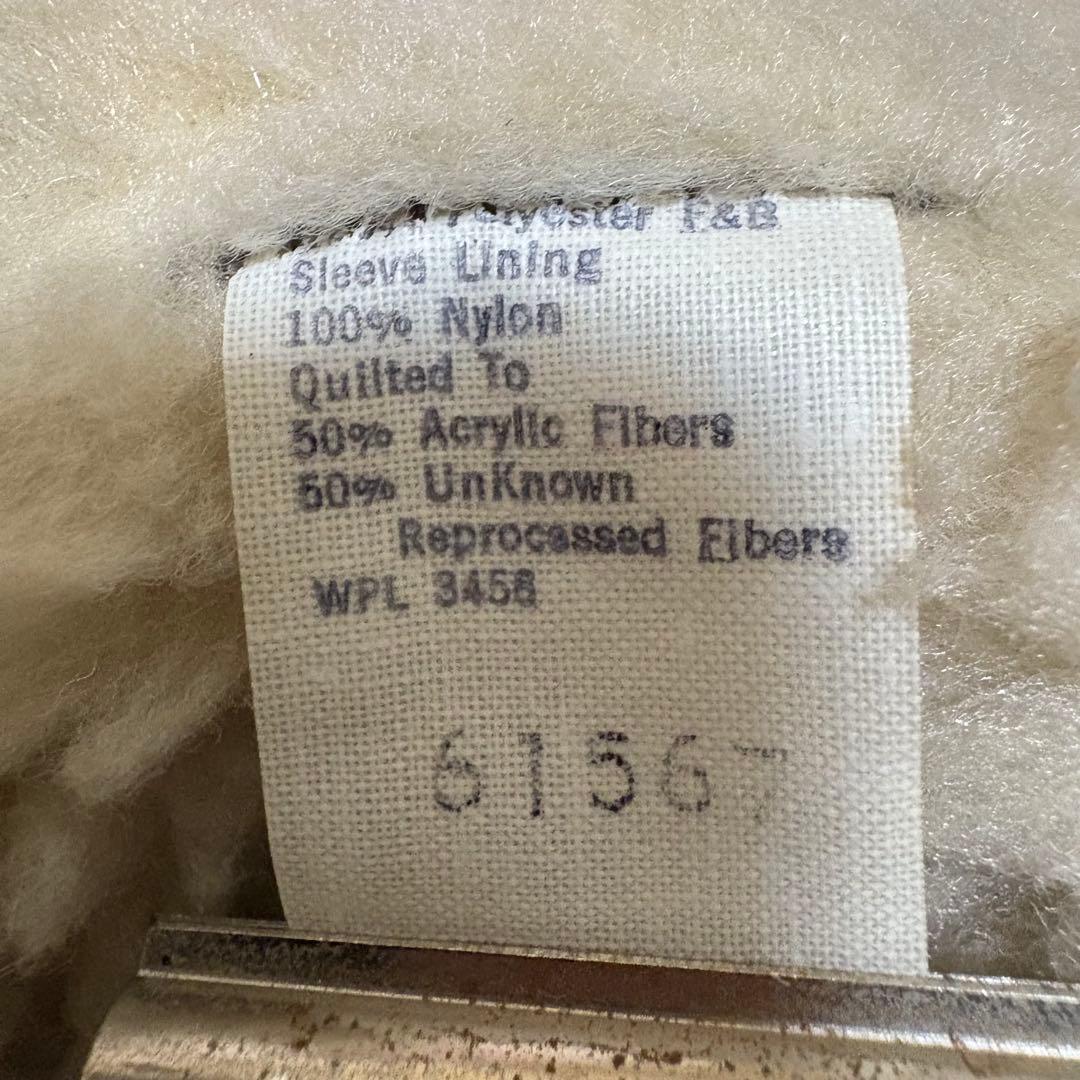 Polyester F&B
Sleeve Lining
100% Nylon
Quilted To
50% Acrylic Fibers
50% UnKnown
Reprocessed Fibers
WPL 3458
61567